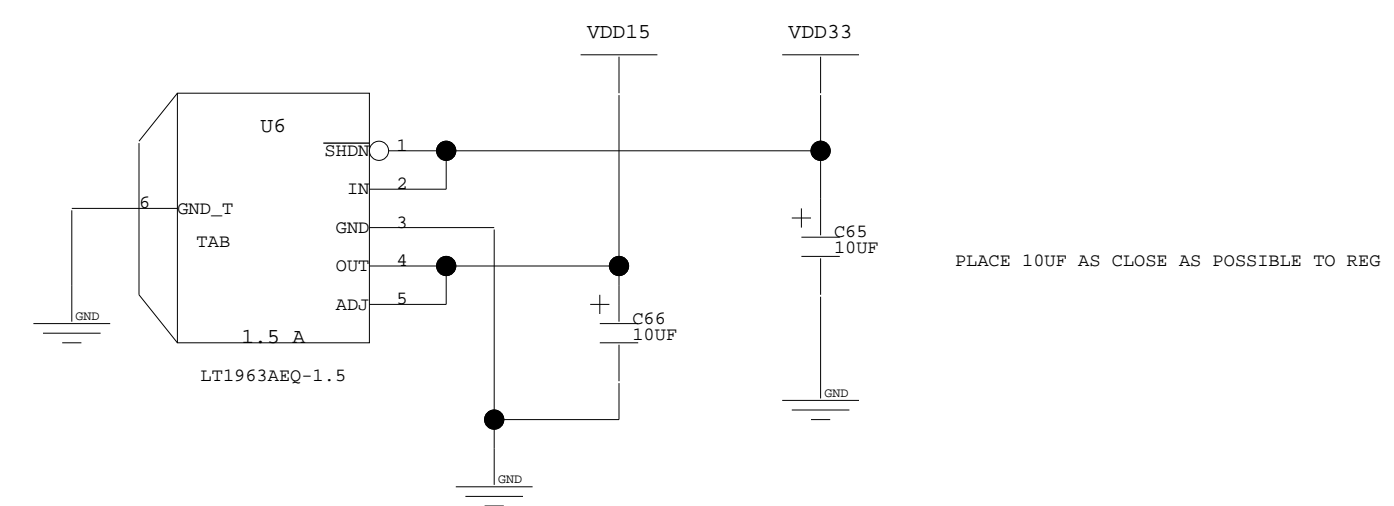 VDD15
VDD33
U6
SHDN
1
IN
2
6
GND_T
GND
3
TAB
OUT
4
ADJ
5
C65
10UF
PLACE 10UF AS CLOSE AS POSSIBLE TO REG
GND
C66
10UF
1.5 A
LT1963AEQ-1.5
GND
GND